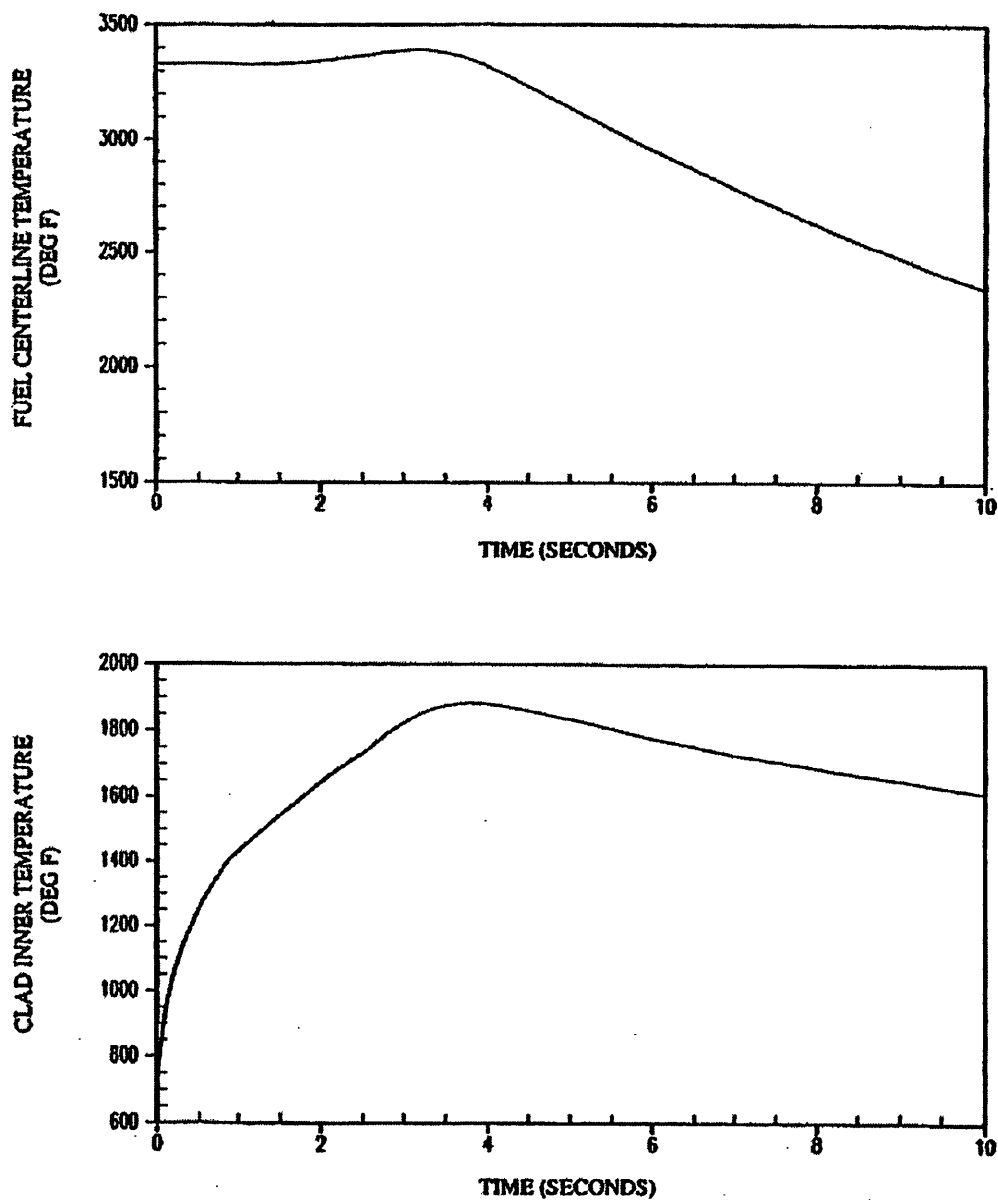 FUEL CENTERLINE TEMPERATURE
(DEG F)
3500
3000
2500
2000
1500
0 2 4 6 8 10
TIME (SECONDS)
CLAD INNER TEMPERATURE
(DEG F)
2000
1800
1600
1400
1200
1000
800
600
0 2 4 6 8 10
TIME (SECONDS)